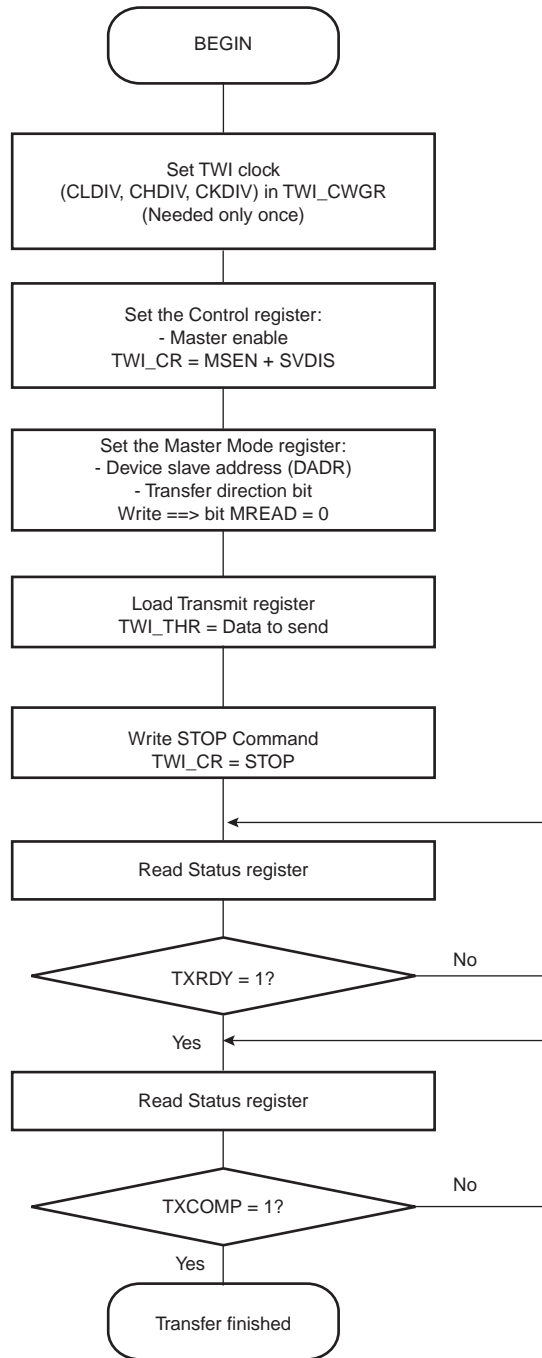 BEGIN
Set TWI clock
(CLDIV, CHDIV, CKDIV) in TWI_CWGR
(Needed only once)
Set the Control register:
- Master enable
TWI_CR = MSEN + SVDIS
Set the Master Mode register:
- Device slave address (DADR)
- Transfer direction bit
Write ==> bit MREAD = 0
Load Transmit register
TWI_THR = Data to send
Write STOP Command
TWI_CR = STOP
Read Status register
TXRDY = 1?
No
Yes
Read Status register
TXCOMP = 1?
No
Yes
Transfer finished